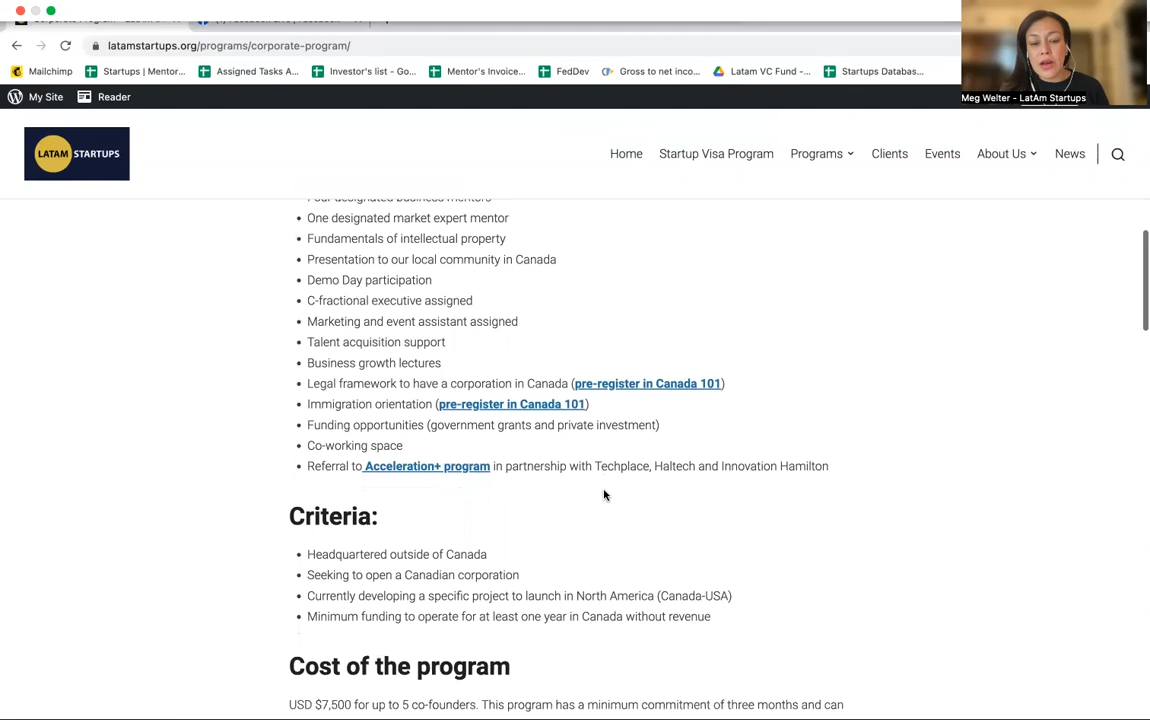 latamstartups.org/programs/corporate-program/
Mailchimp
Startups | Mentor...
Assigned Tasks A...
Investor's list - Go...
Mentor's Invoice...
FedDev
Gross to net inco...
Latam VC Fund -...
Startups Databas...
Meg Welter - LatAm Startups
My Site
Reader
LATAM STARTUPS
Home
Startup Visa Program
Programs
Clients
Events
About Us
News
• Four designated business mentors
• One designated market expert mentor
• Fundamentals of intellectual property
• Presentation to our local community in Canada
• Demo Day participation
• C-fractional executive assigned
• Marketing and event assistant assigned
• Talent acquisition support
• Business growth lectures
• Legal framework to have a corporation in Canada (pre-register in Canada 101)
• Immigration orientation (pre-register in Canada 101)
• Funding opportunities (government grants and private investment)
• Co-working space
• Referral to Acceleration+ program in partnership with Techplace, Haltech and Innovation Hamilton
Criteria:
• Headquartered outside of Canada
• Seeking to open a Canadian corporation
• Currently developing a specific project to launch in North America (Canada-USA)
• Minimum funding to operate for at least one year in Canada without revenue
Cost of the program
USD $7,500 for up to 5 co-founders. This program has a minimum commitment of three months and can